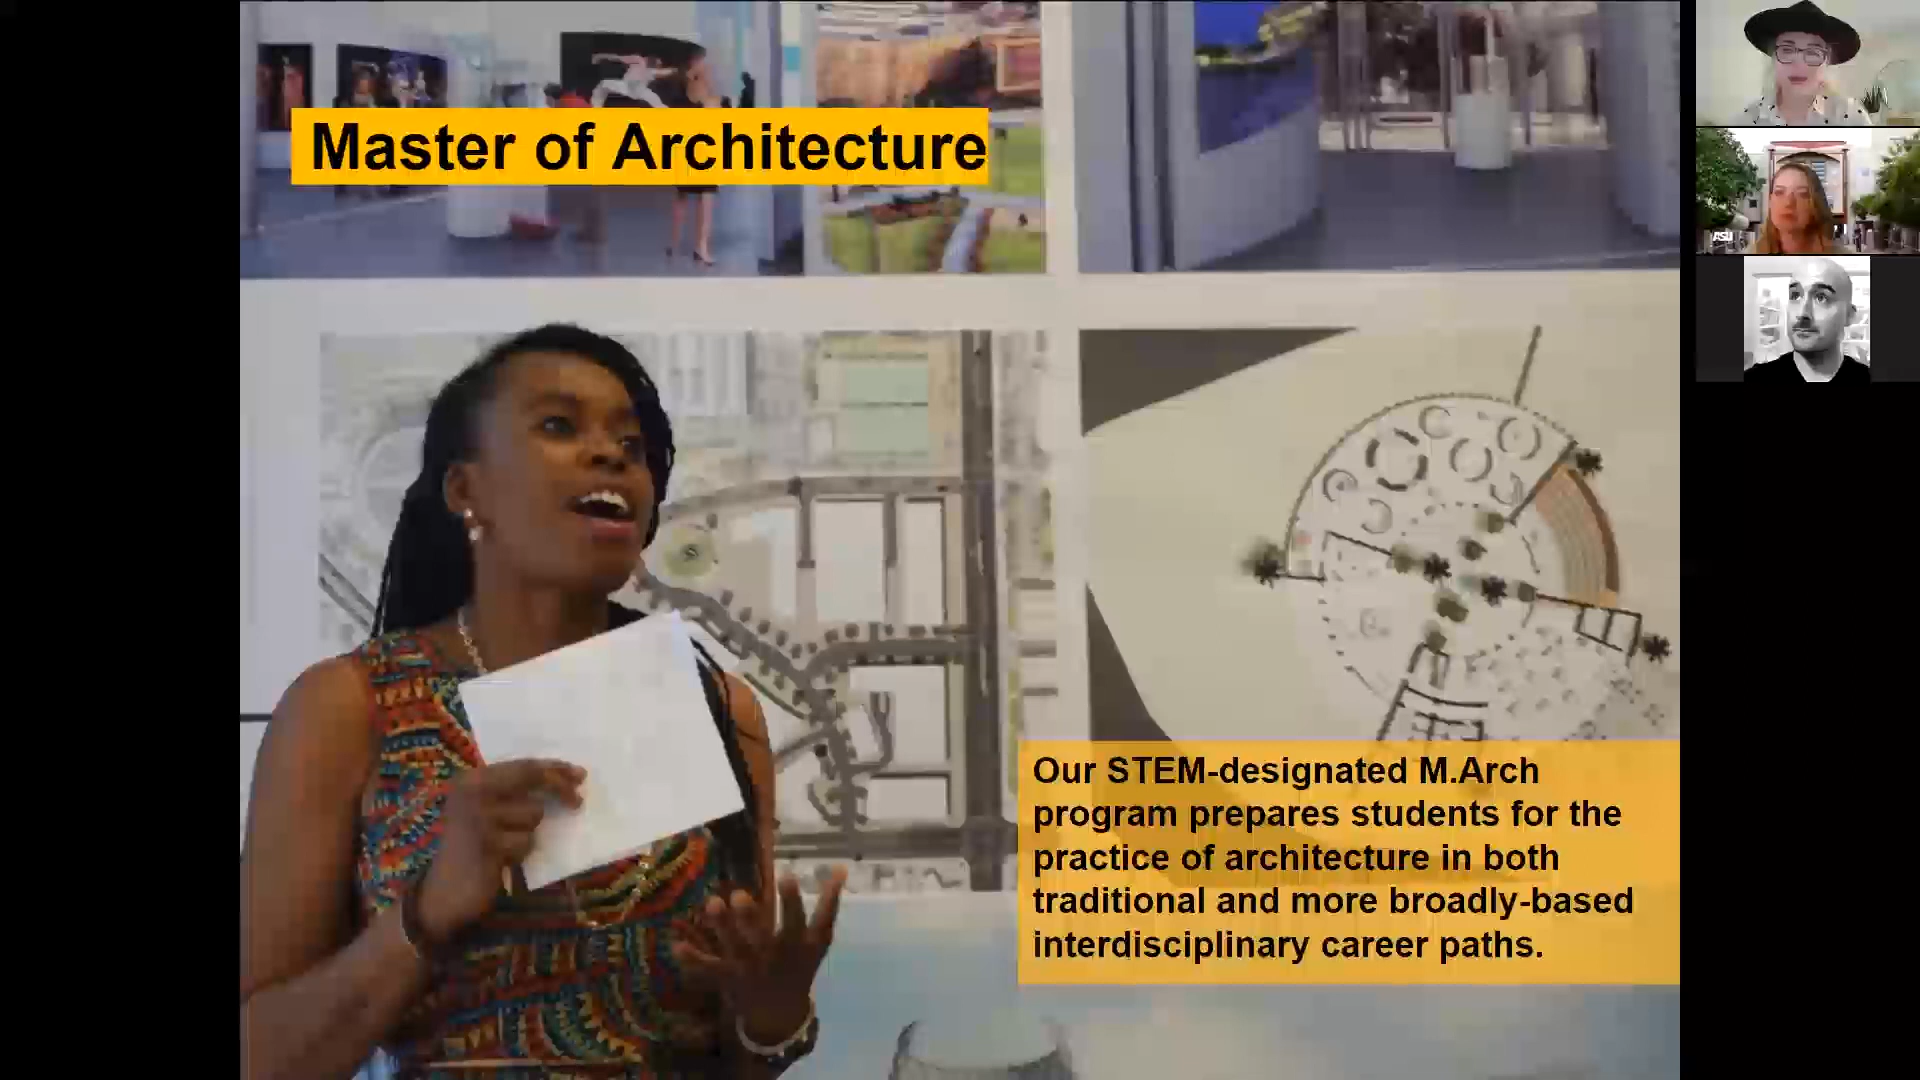 Master of Architecture
ASU
Our STEM-designated M.Arch
program prepares students for the
practice of architecture in both
traditional and more broadly-based
interdisciplinary career paths.